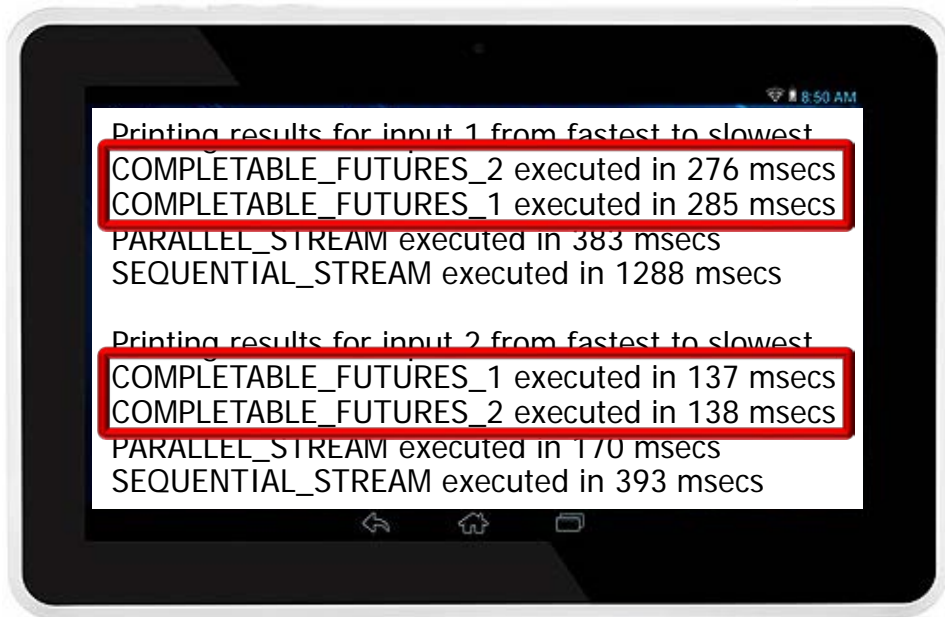 8:50 AM
Printing results for input 1 from fastest to slowest
COMPLETABLE_FUTURES_2 executed in 276 msecs
COMPLETABLE_FUTURES_1 executed in 285 msecs
PARALLEL_STREAM executed in 383 msecs
SEQUENTIAL_STREAM executed in 1288 msecs
Printing results for input 2 from fastest to slowest
COMPLETABLE_FUTURES_1 executed in 137 msecs
COMPLETABLE_FUTURES_2 executed in 138 msecs
PARALLEL_STREAM executed in 170 msecs
SEQUENTIAL_STREAM executed in 393 msecs